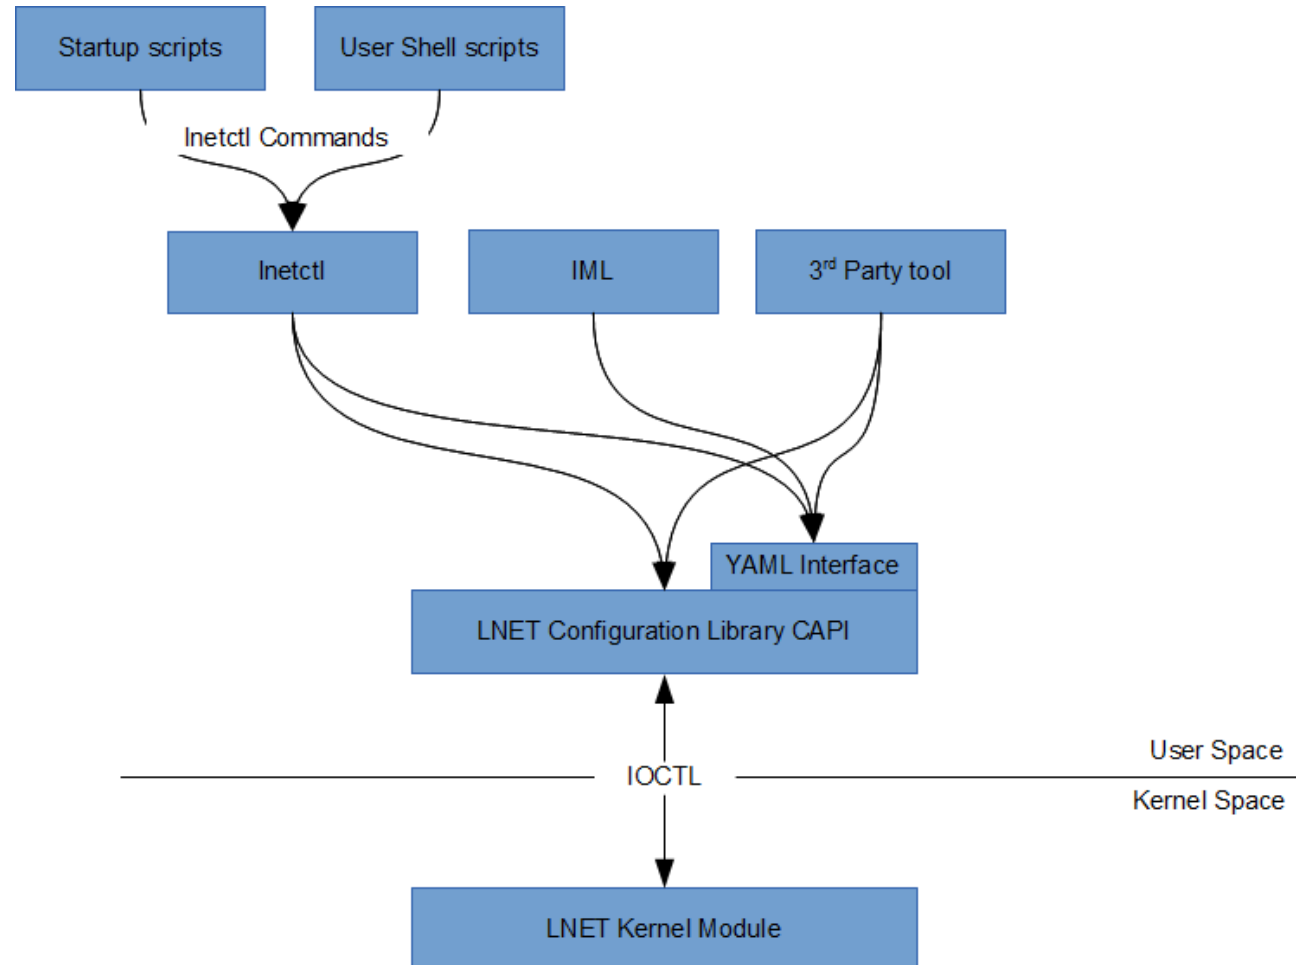 Startup scripts
User Shell scripts
lnetctl Commands
lnetctl
IML
3rd Party tool
YAML Interface
LNET Configuration Library CAPI
User Space
IOCTL
Kernel Space
LNET Kernel Module